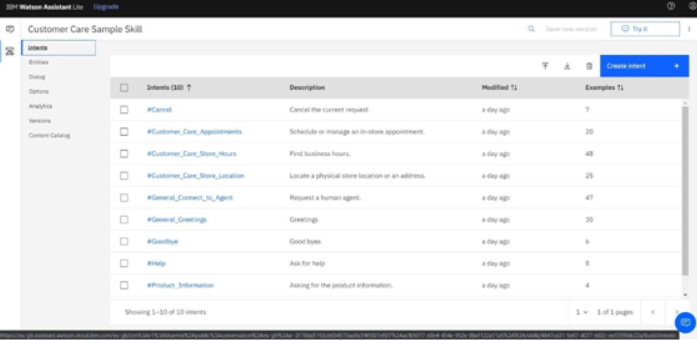 IBM Watson Assistant Lite Upgrade
Customer Care Sample Skill
Save new version
Try it
Intents
Entities
Dialog
Options
Analytics
Versions
Content Catalog
Create intent +
Intents (10) ↑ Description Modified ↑↓ Examples ↑↓
#Cancel Cancel the current request a day ago 7
#Customer_Care_Appointments Schedule or manage an in-store appointment. a day ago 20
#Customer_Care_Store_Hours Find business hours. a day ago 48
#Customer_Care_Store_Location Locate a physical store location or an address. a day ago 25
#General_Connect_to_Agent Request a human agent. a day ago 47
#General_Greetings Greetings a day ago 30
#Goodbye Good byes a day ago 6
#Help Ask for help a day ago 8
#Product_Information Asking for the product information. a day ago 4
Showing 1–10 of 10 intents
1 1 of 1 pages